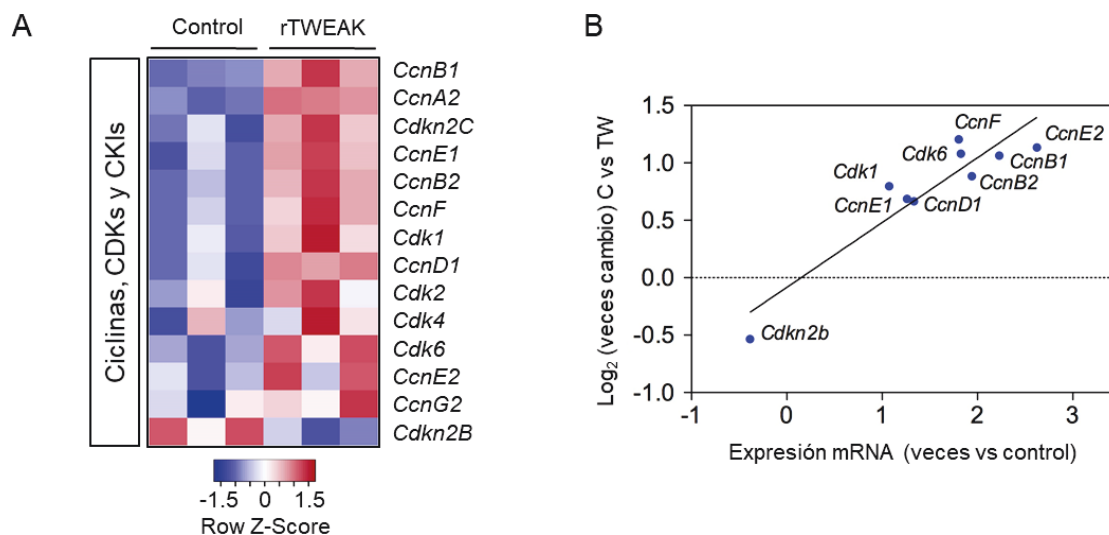 A
Control rTWEAK
Ciclinas, CDKs y CKIs
CcnB1
CcnA2
Cdkn2C
CcnE1
CcnB2
CcnF
Cdk1
CcnD1
Cdk2
Cdk4
Cdk6
CcnE2
CcnG2
Cdkn2B
-1.5 0 1.5
Row Z-Score
B
Log2 (veces cambio) C vs TW
1.5
1.0
0.5
0.0
-0.5
-1.0
CcnF
CcnE2
Cdk6
CcnB1
Cdk1
CcnB2
CcnE1
CcnD1
Cdkn2b
-1 0 1 2 3
Expresión mRNA (veces vs control)